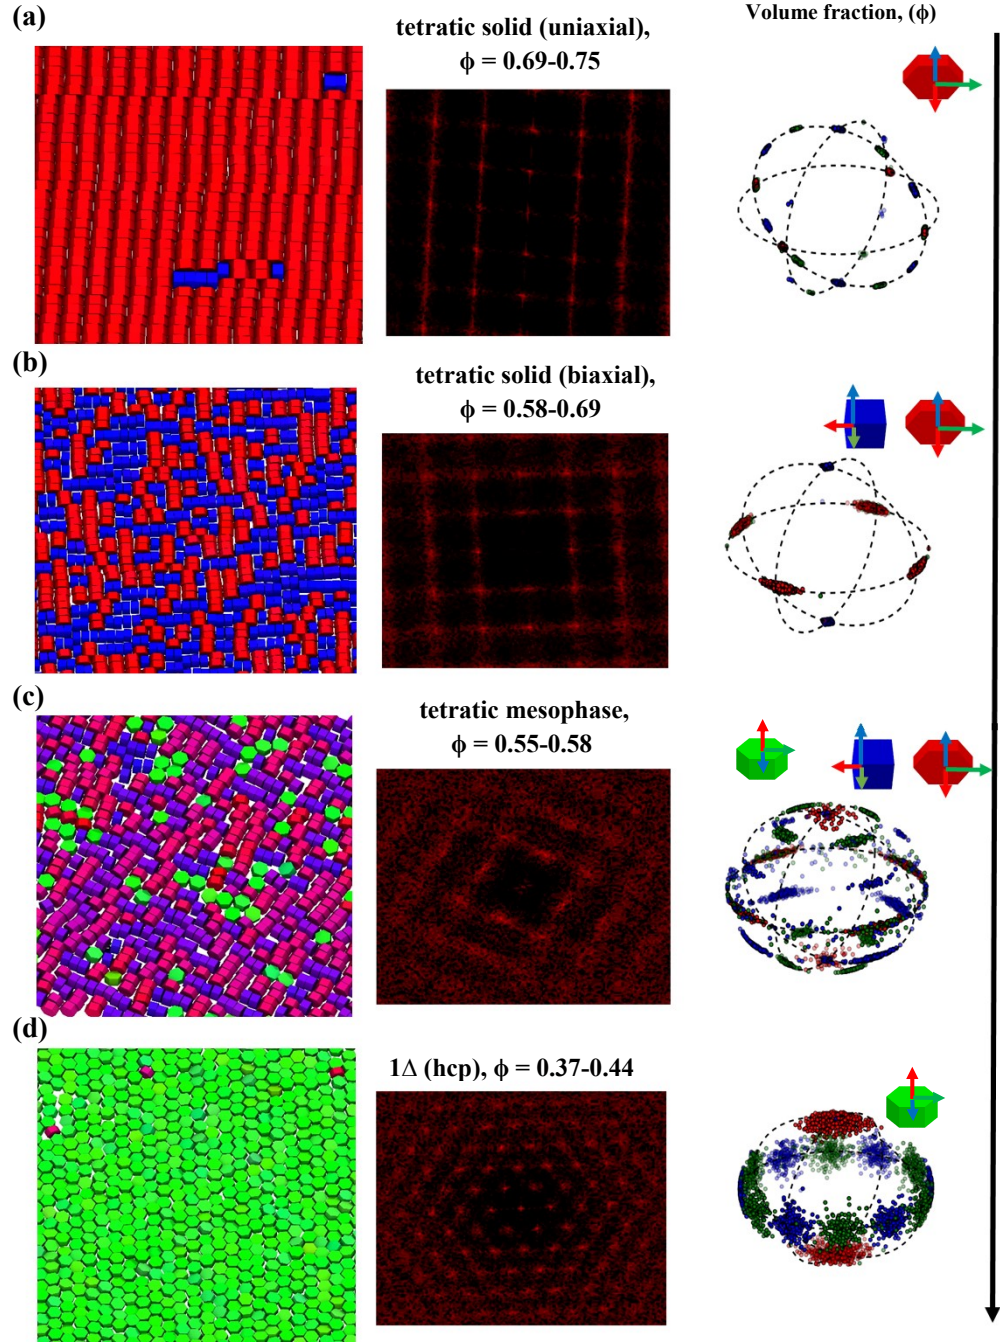 (a)
tetratic solid (uniaxial),
ϕ = 0.69-0.75
Volume fraction, (ϕ)
(b)
tetratic solid (biaxial),
ϕ = 0.58-0.69
(c)
tetratic mesophase,
ϕ = 0.55-0.58
(d)
1Δ (hcp), ϕ = 0.37-0.44